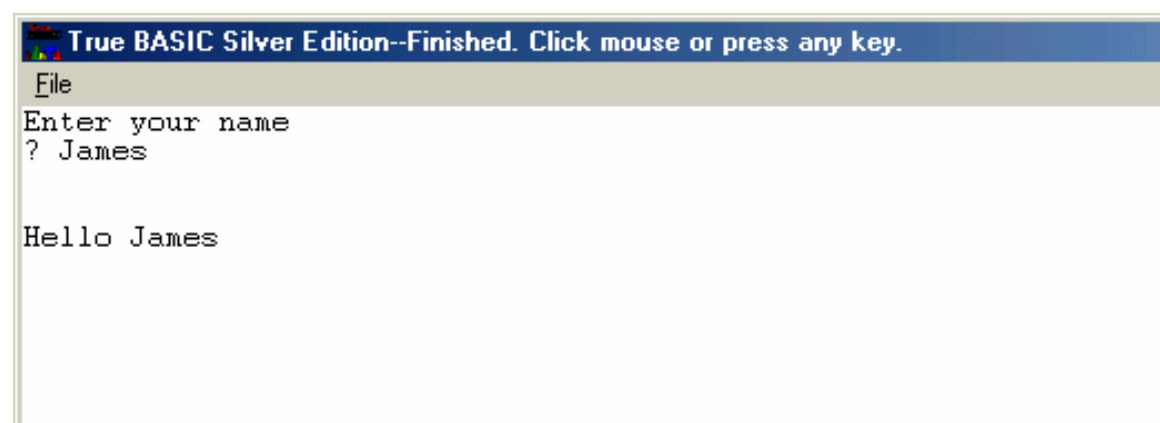 True BASIC Silver Edition--Finished. Click mouse or press any key.
File
Enter your name
? James
Hello James